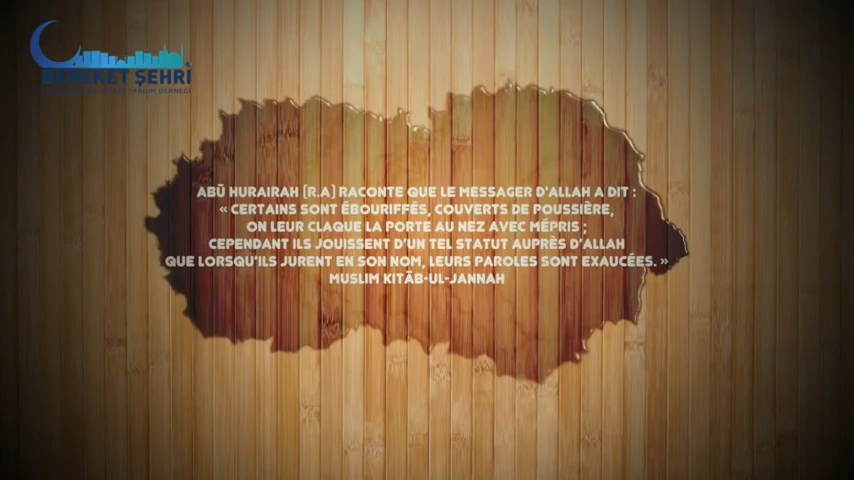 BEREKET ŞEHRİ
ABŪ HURAIRAH (R.A) RACONTE QUE LE MESSAGER D'ALLAH A DIT :
« CERTAINS SONT ÉBOURIFFÉS, COUVERTS DE POUSSIÈRE,
ON LEUR CLAQUE LA PORTE AU NEZ AVEC MÉPRIS ;
CEPENDANT ILS JOUISSENT D'UN TEL STATUT AUPRÈS D'ALLAH
QUE LORSQU'ILS JURENT EN SON NOM, LEURS PAROLES SONT EXAUCÉES. »
MUSLIM KITĀB-UL-JANNAH